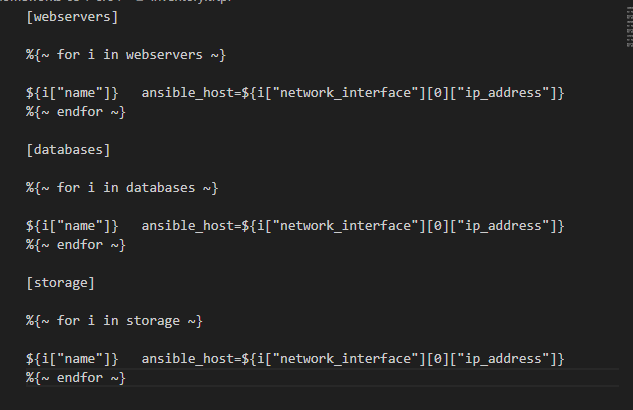 [webservers]
%{~ for i in webservers ~}
${i["name"]}   ansible_host=${i["network_interface"][0]["ip_address"]}
%{~ endfor ~}
[databases]
%{~ for i in databases ~}
${i["name"]}   ansible_host=${i["network_interface"][0]["ip_address"]}
%{~ endfor ~}
[storage]
%{~ for i in storage ~}
${i["name"]}   ansible_host=${i["network_interface"][0]["ip_address"]}
%{~ endfor ~}